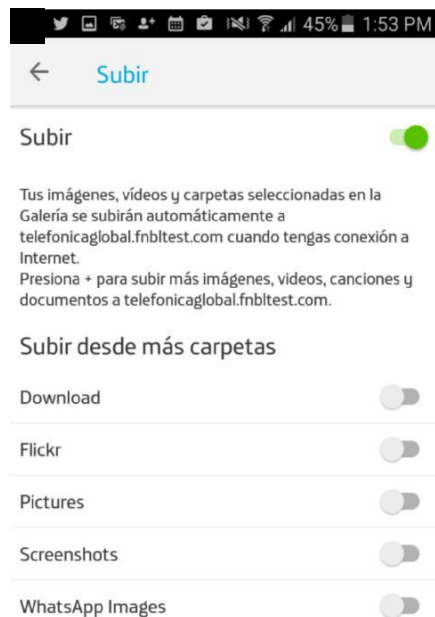 45% 1:53 PM
Subir
Subir
Tus imágenes, vídeos y carpetas seleccionadas en la
Galería se subirán automáticamente a
telefonicaglobal.fnbltest.com cuando tengas conexión a
Internet.
Presiona + para subir más imágenes, videos, canciones y
documentos a telefonicaglobal.fnbltest.com.
Subir desde más carpetas
Download
Flickr
Pictures
Screenshots
WhatsApp Images